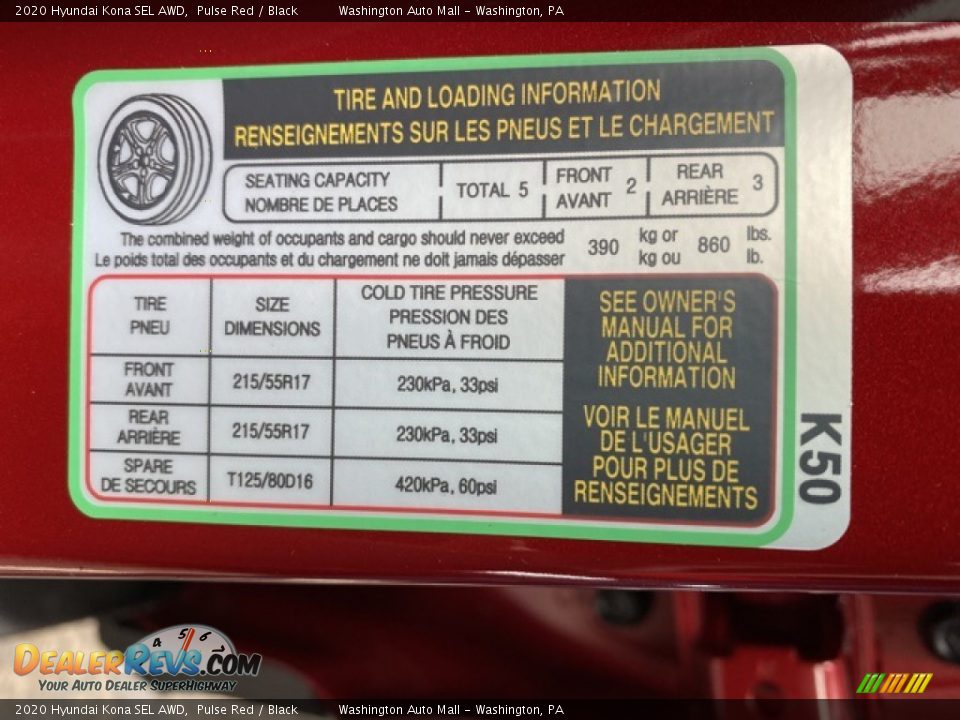 2020 Hyundai Kona SEL AWD,  Pulse Red / Black  Washington Auto Mall - Washington, PA
TIRE AND LOADING INFORMATION
RENSEIGNEMENTS SUR LES PNEUS ET LE CHARGEMENT
SEATING CAPACITY
NOMBRE DE PLACES
TOTAL 5
FRONT
AVANT
2
REAR
ARRIÈRE
3
The combined weight of occupants and cargo should never exceed
Le poids total des occupants et du chargement ne doit jamais dépasser
390
kg or
kg ou
860
lbs.
lb.
TIRE
PNEU
SIZE
DIMENSIONS
COLD TIRE PRESSURE
PRESSION DES
PNEUS À FROID
FRONT
AVANT
215/55R17
230kPa, 33psi
REAR
ARRIÈRE
215/55R17
230kPa, 33psi
SPARE
DE SECOURS
T125/80D16
420kPa, 60psi
SEE OWNER'S
MANUAL FOR
ADDITIONAL
INFORMATION
VOIR LE MANUEL
DE L'USAGER
POUR PLUS DE
RENSEIGNEMENTS
K50
4 5 6
DEALERREVS.COM
YOUR AUTO DEALER SUPERHIGHWAY
2020 Hyundai Kona SEL AWD,  Pulse Red / Black  Washington Auto Mall - Washington, PA